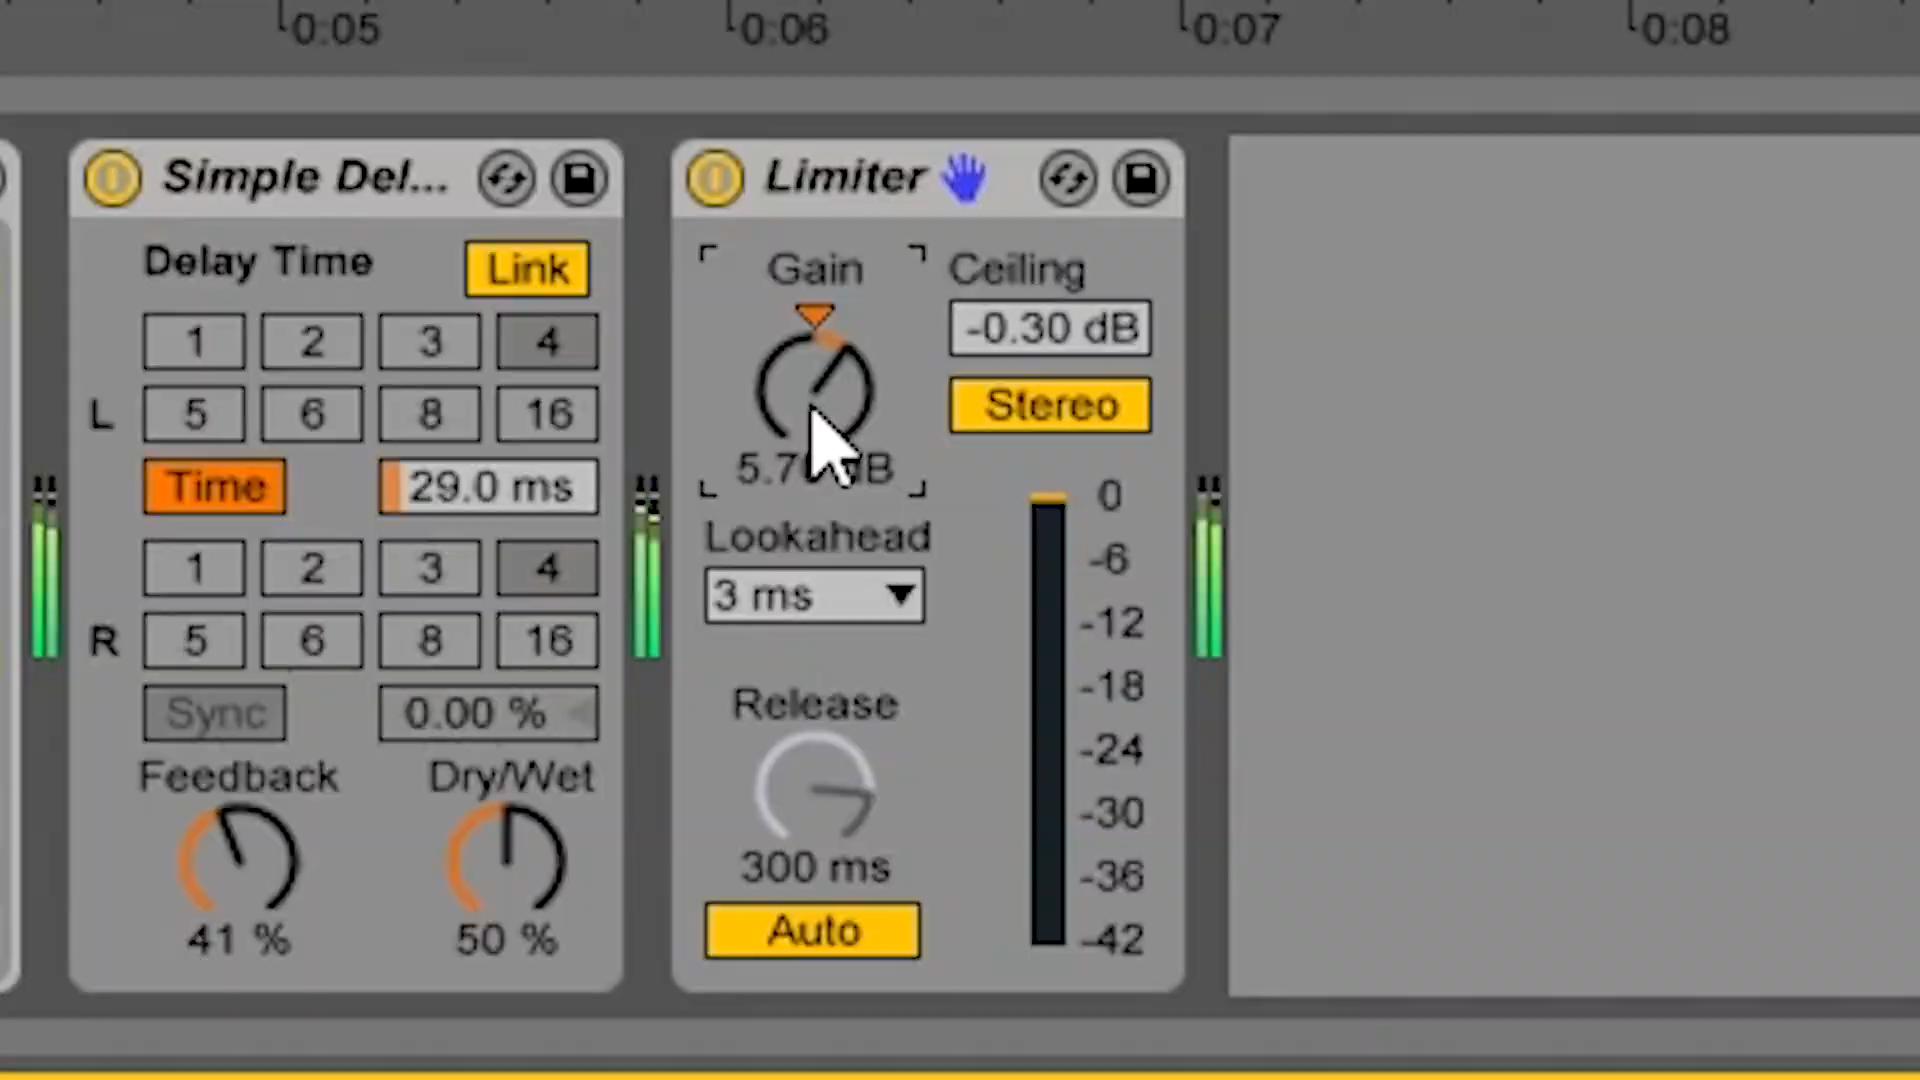 0:05 0:06 0:07 0:08
Simple Del...
Delay Time Link
1 2 3 4
L 5 6 8 16
Time 29.0 ms
1 2 3 4
R 5 6 8 16
Sync 0.00 %
Feedback Dry/Wet
41 % 50 %
Limiter
Gain Ceiling
-0.30 dB
Stereo
Lookahead
3 ms
Release
300 ms
Auto
0
-6
-12
-18
-24
-30
-36
-42